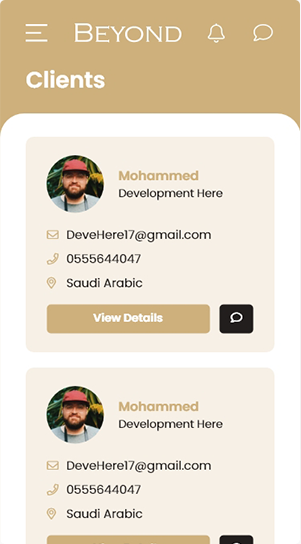 BEYOND
Clients
Mohammed
Development Here
DeveHere17@gmail.com
0555644047
Saudi Arabic
View Details
Mohammed
Development Here
DeveHere17@gmail.com
0555644047
Saudi Arabic